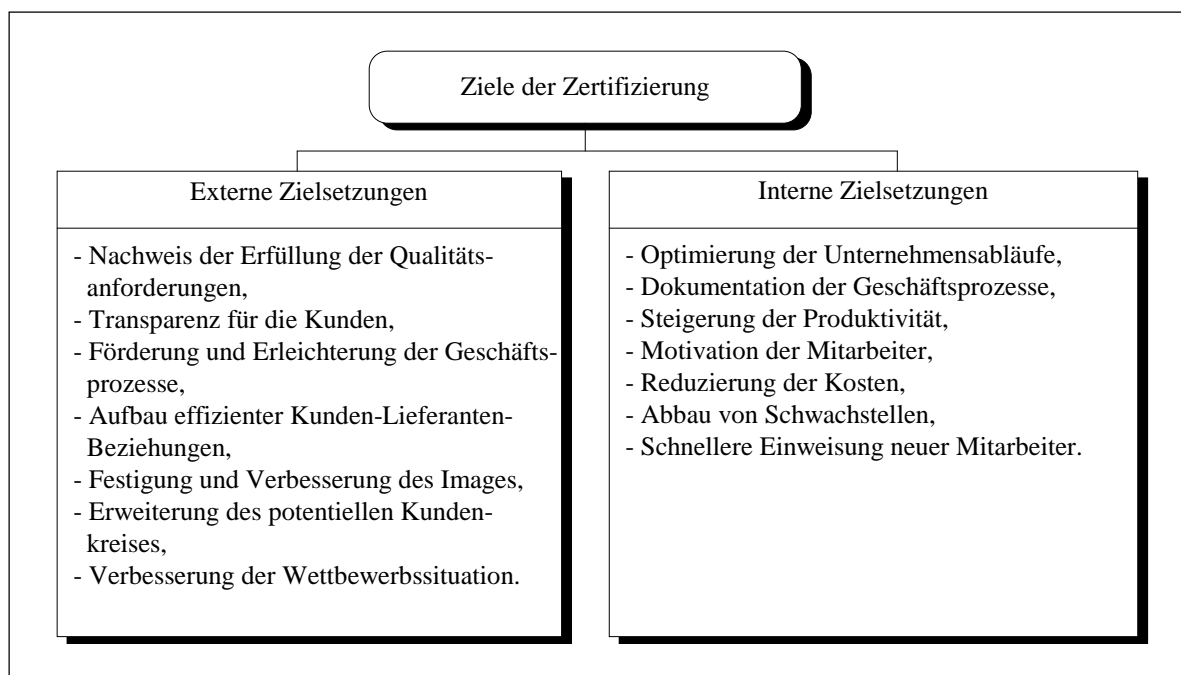 Ziele der Zertifizierung
Externe Zielsetzungen
- Nachweis der Erfüllung der Qualitäts-
anforderungen,
- Transparenz für die Kunden,
- Förderung und Erleichterung der Geschäfts-
prozesse,
- Aufbau effizienter Kunden-Lieferanten-
Beziehungen,
- Festigung und Verbesserung des Images,
- Erweiterung des potentiellen Kunden-
kreises,
- Verbesserung der Wettbewerbssituation.
Interne Zielsetzungen
- Optimierung der Unternehmensabläufe,
- Dokumentation der Geschäftsprozesse,
- Steigerung der Produktivität,
- Motivation der Mitarbeiter,
- Reduzierung der Kosten,
- Abbau von Schwachstellen,
- Schnellere Einweisung neuer Mitarbeiter.